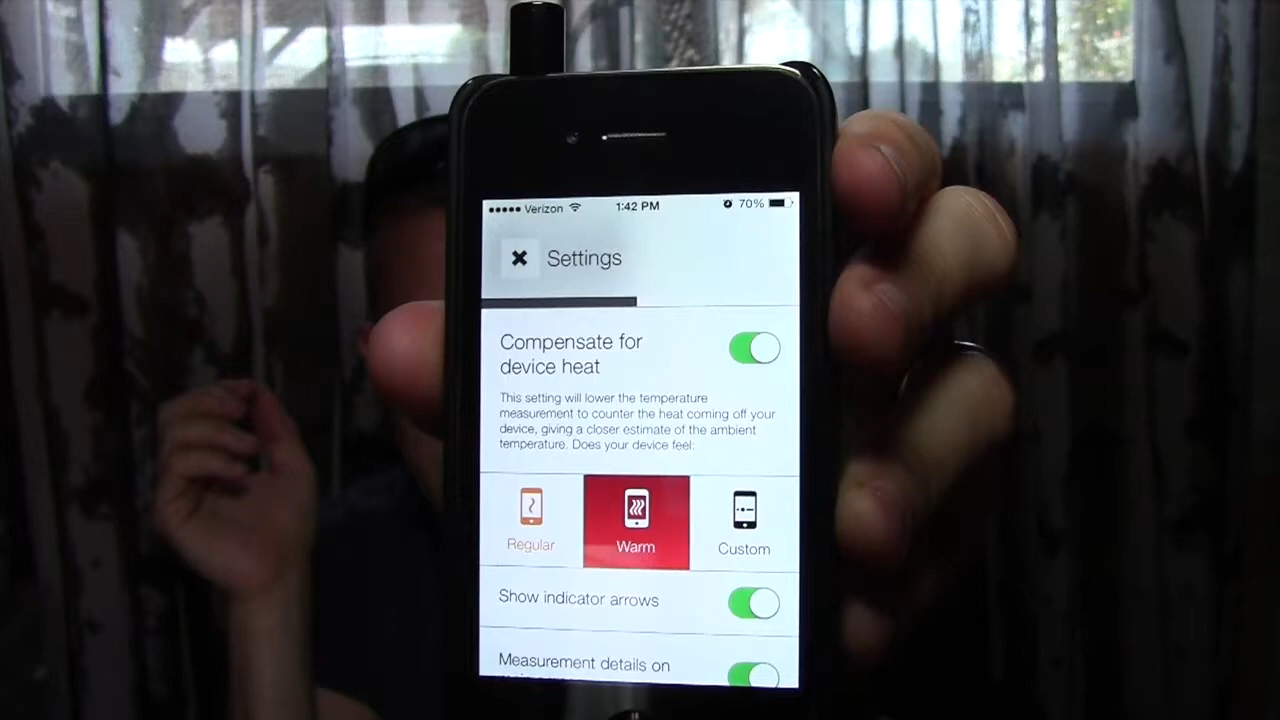 Verizon 1:42 PM 70%
Settings
Compensate for
device heat
This setting will lower the temperature
measurement to counter the heat coming off your
device, giving a closer estimate of the ambient
temperature. Does your device feel:
Regular Warm Custom
Show indicator arrows
Measurement details on